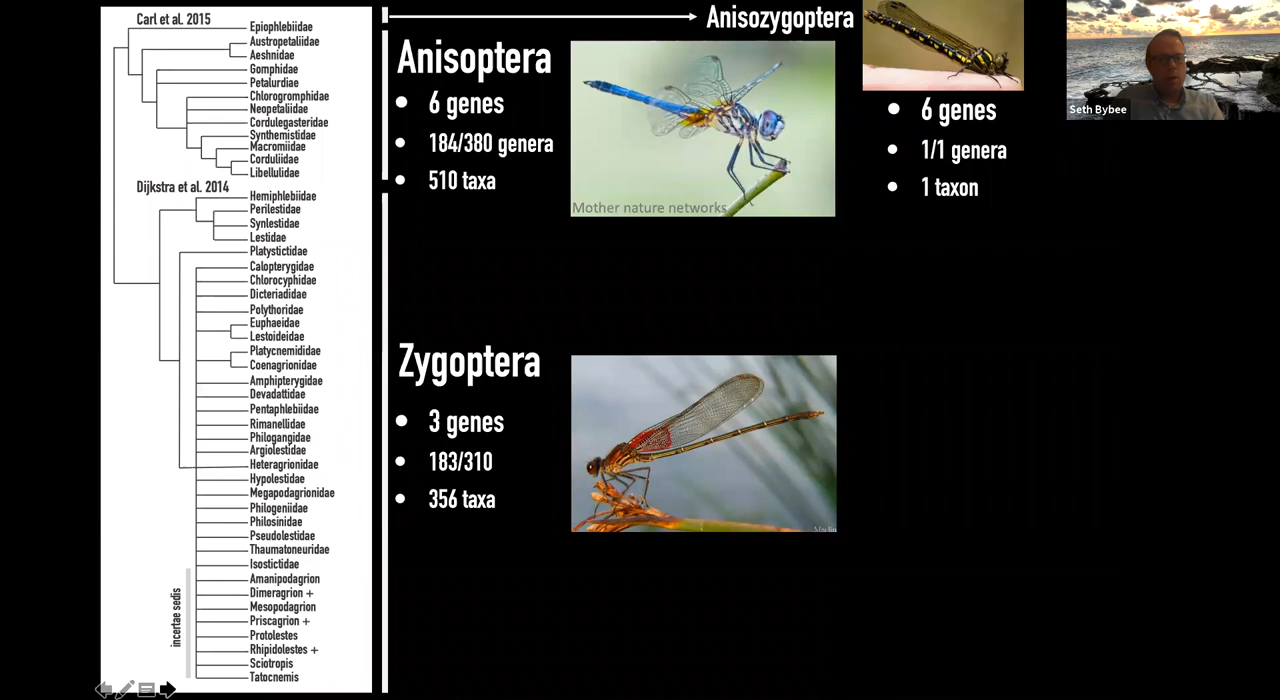 Carl et al. 2015
Epiophlebiidae
Austropetaliidae
Aeshnidae
Gomphidae
Petalurdiae
Chlorogromphidae
Neopetaliidae
Cordulegasteridae
Synthemistidae
Macromiidae
Corduliidae
Libellulidae
Dijkstra et al. 2014
Hemiphlebiidae
Perilestidae
Synlestidae
Lestidae
Platystictidae
Calopterygidae
Chlorocyphidae
Dicteriadidae
Polythoridae
Euphaeidae
Lestoideidae
Platycnemididae
Coenagrionidae
Amphipterygidae
Devadattidae
Pentaphlebiidae
Rimanellidae
Philogangidae
Argiolestidae
Heteragrionidae
Hypolestidae
Megapodagrionidae
Philogeniidae
Philosinidae
Pseudolestidae
Thaumatoneuridae
Isostictidae
Amanipodagrion
Dimeragrion +
Mesopodagrion
Priscagrion +
Protolestes
Rhipidolestes +
Sciotropis
Tatocnemis
incertae sedis
Anisoptera
• 6 genes
• 184/380 genera
• 510 taxa
Mother nature networks
Anisozygoptera
• 6 genes
• 1/1 genera
• 1 taxon
Zygoptera
• 3 genes
• 183/310
• 356 taxa
Seth Bybee